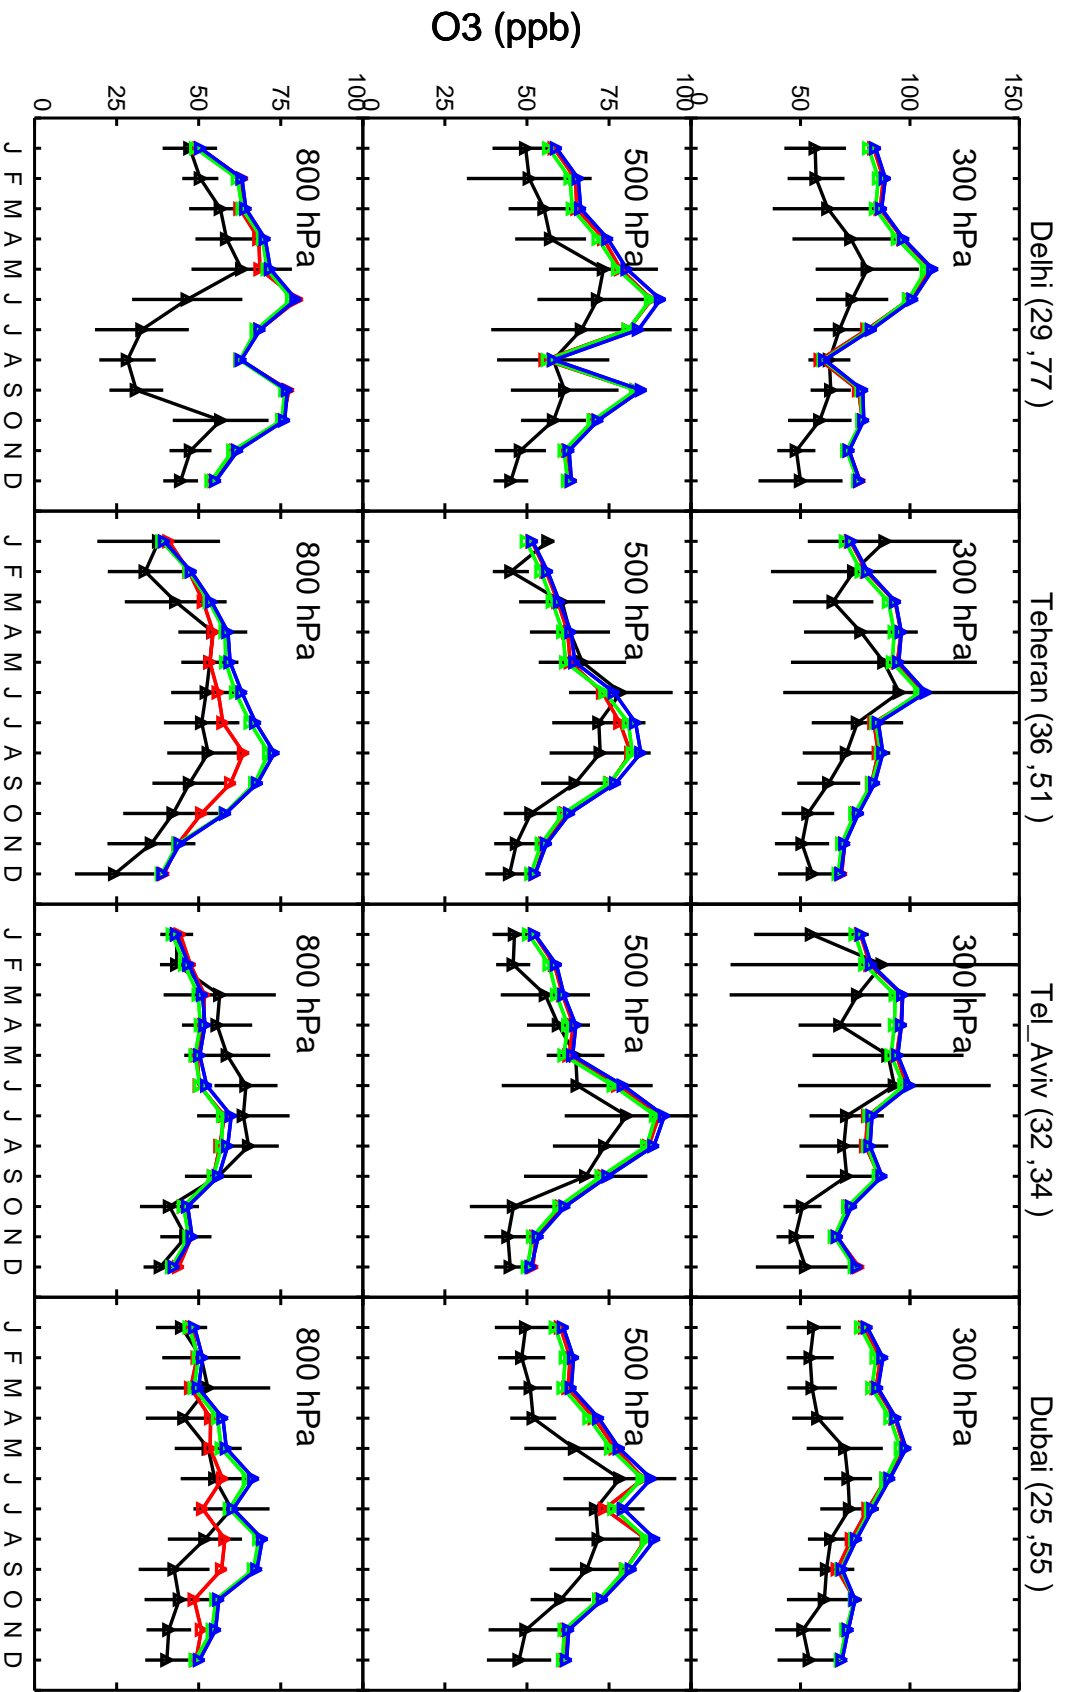 O3 (ppb)
Delhi (29 ,77 )
Teheran (36 ,51 )
Tel_Aviv (32 ,34 )
Dubai (25 ,55 )
150
100
50
0
300 hPa
300 hPa
300 hPa
300 hPa
100
75
50
25
0
500 hPa
500 hPa
500 hPa
500 hPa
100
75
50
25
0
800 hPa
800 hPa
800 hPa
800 hPa
J F M A M J J A S O N D
J F M A M J J A S O N D
J F M A M J J A S O N D
J F M A M J J A S O N D